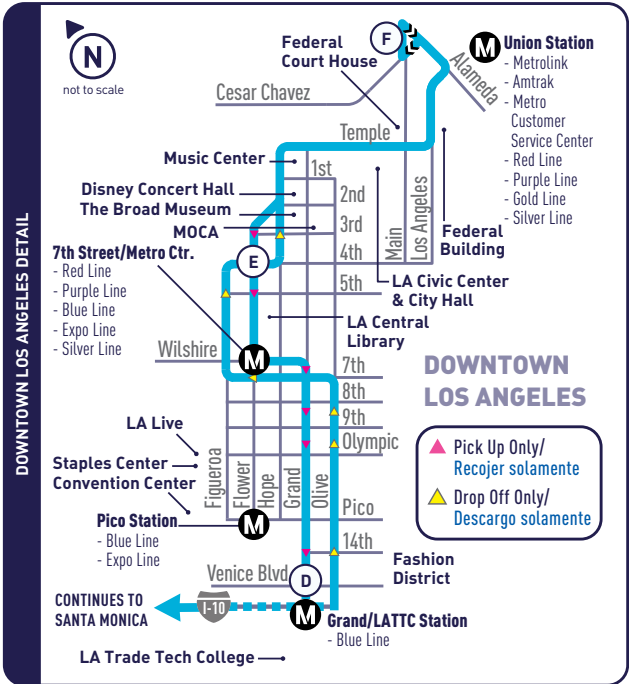 DOWNTOWN LOS ANGELES DETAIL
N
not to scale
Federal
Court House
F
M
Union Station
- Metrolink
- Amtrak
- Metro
Customer
Service Center
- Red Line
- Purple Line
- Gold Line
- Silver Line
Cesar Chavez
Alameda
Temple
Music Center
1st
Disney Concert Hall
2nd
The Broad Museum
MOCA
3rd
Main
Los Angeles
Federal
Building
7th Street/Metro Ctr.
- Red Line
- Purple Line
- Blue Line
- Expo Line
- Silver Line
E
4th
5th
LA Civic Center
& City Hall
LA Central
Library
Wilshire
M
7th
DOWNTOWN
LOS ANGELES
8th
9th
LA Live
Olympic
Staples Center
Convention Center
Figueroa
Flower
Hope
Grand
Olive
Pick Up Only/
Recojer solamente
Drop Off Only/
Descargo solamente
Pico
Pico Station
- Blue Line
- Expo Line
M
14th
Venice Blvd
D
Fashion
District
CONTINUES TO
SANTA MONICA
I-10
M
Grand/LATTC Station
- Blue Line
LA Trade Tech College